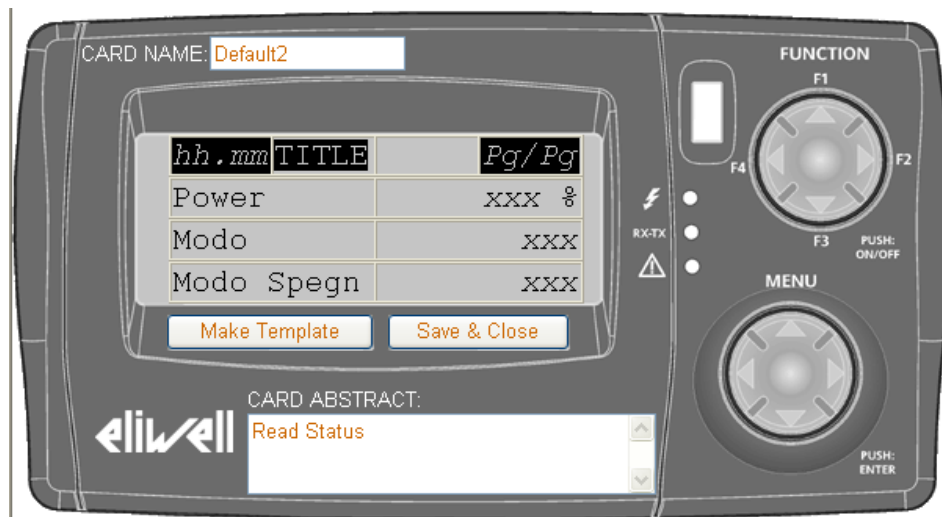 CARD NAME: Default2
hh.mm TITLE Pg/Pg
Power xxx %
Modo xxx
Modo Spegn xxx
Make Template Save & Close
CARD ABSTRACT:
Read Status
eliwell
FUNCTION
F1
F2
F4
F3
PUSH:
ON/OFF
RX-TX
MENU
PUSH:
ENTER